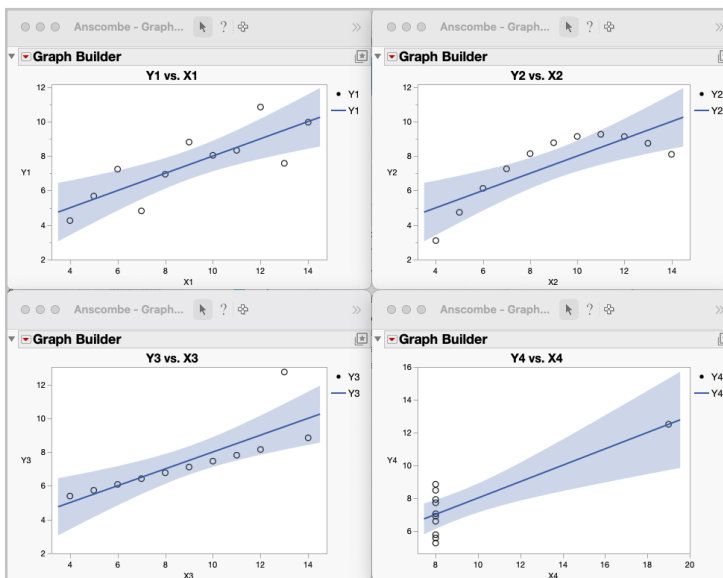 Anscombe - Graph...
Graph Builder
Y1 vs. X1
12
10
8
6
4
2
Y1
4
6
8
10
12
14
X1
Y1
Y1
Anscombe - Graph...
Graph Builder
Y2 vs. X2
12
10
8
6
4
2
Y2
4
6
8
10
12
14
X2
Y2
Y2
Anscombe - Graph...
Graph Builder
Y3 vs. X3
12
10
8
6
4
2
Y3
4
6
8
10
12
14
X3
Y3
Y3
Anscombe - Graph...
Graph Builder
Y4 vs. X4
16
14
12
10
8
6
Y4
8
10
12
14
16
18
20
X4
Y4
Y4